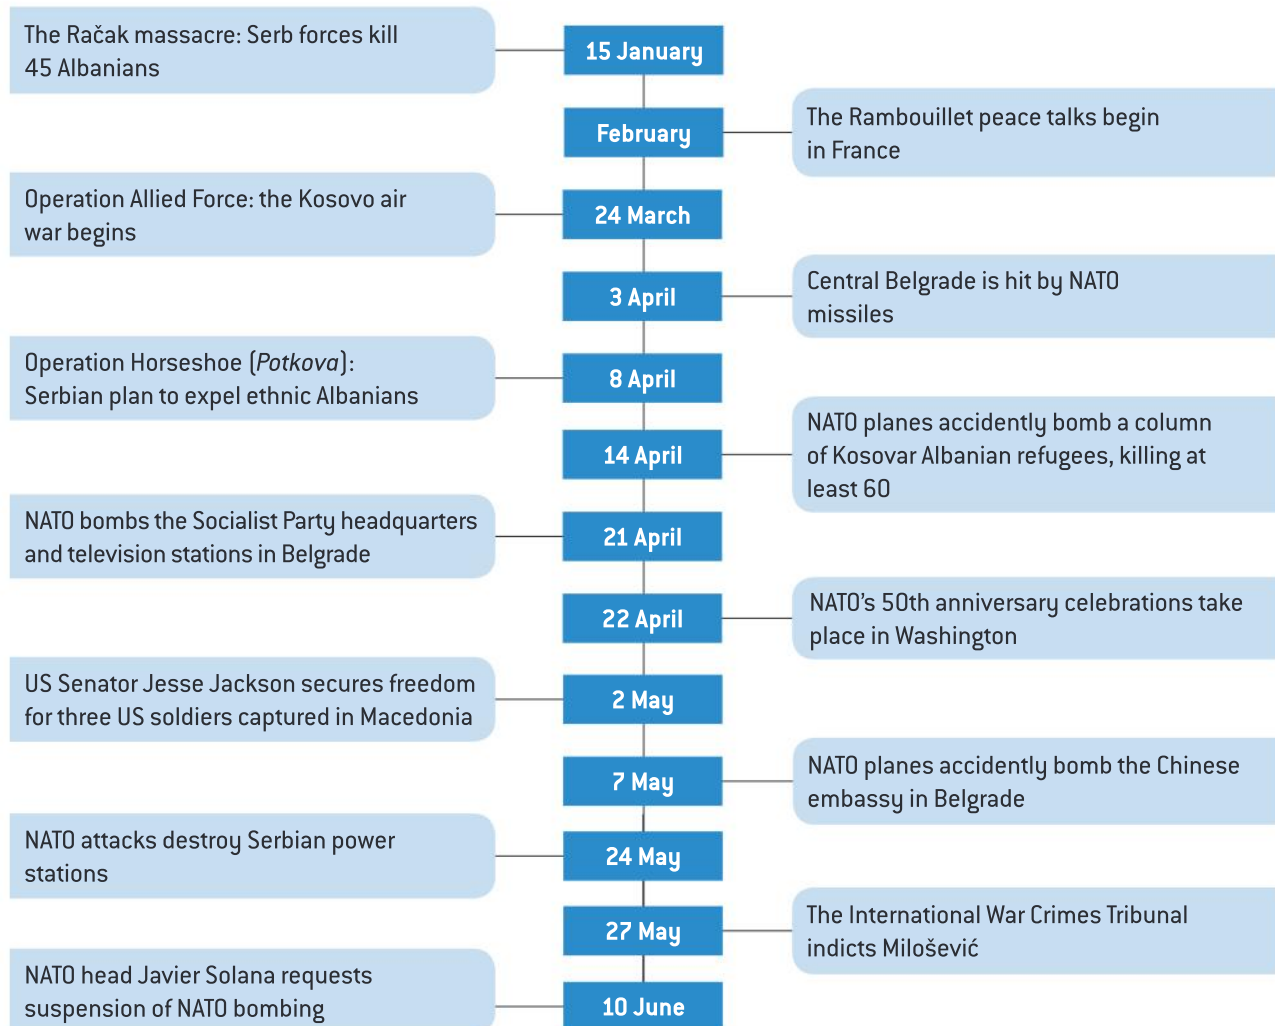 The Račak massacre: Serb forces kill
45 Albanians
15 January
February
The Rambouillet peace talks begin
in France
Operation Allied Force: the Kosovo air
war begins
24 March
3 April
Central Belgrade is hit by NATO
missiles
Operation Horseshoe (Potkova):
Serbian plan to expel ethnic Albanians
8 April
14 April
NATO planes accidently bomb a column
of Kosovar Albanian refugees, killing at
least 60
NATO bombs the Socialist Party headquarters
and television stations in Belgrade
21 April
22 April
NATO's 50th anniversary celebrations take
place in Washington
US Senator Jesse Jackson secures freedom
for three US soldiers captured in Macedonia
2 May
7 May
NATO planes accidently bomb the Chinese
embassy in Belgrade
NATO attacks destroy Serbian power
stations
24 May
27 May
The International War Crimes Tribunal
indicts Milošević
NATO head Javier Solana requests
suspension of NATO bombing
10 June